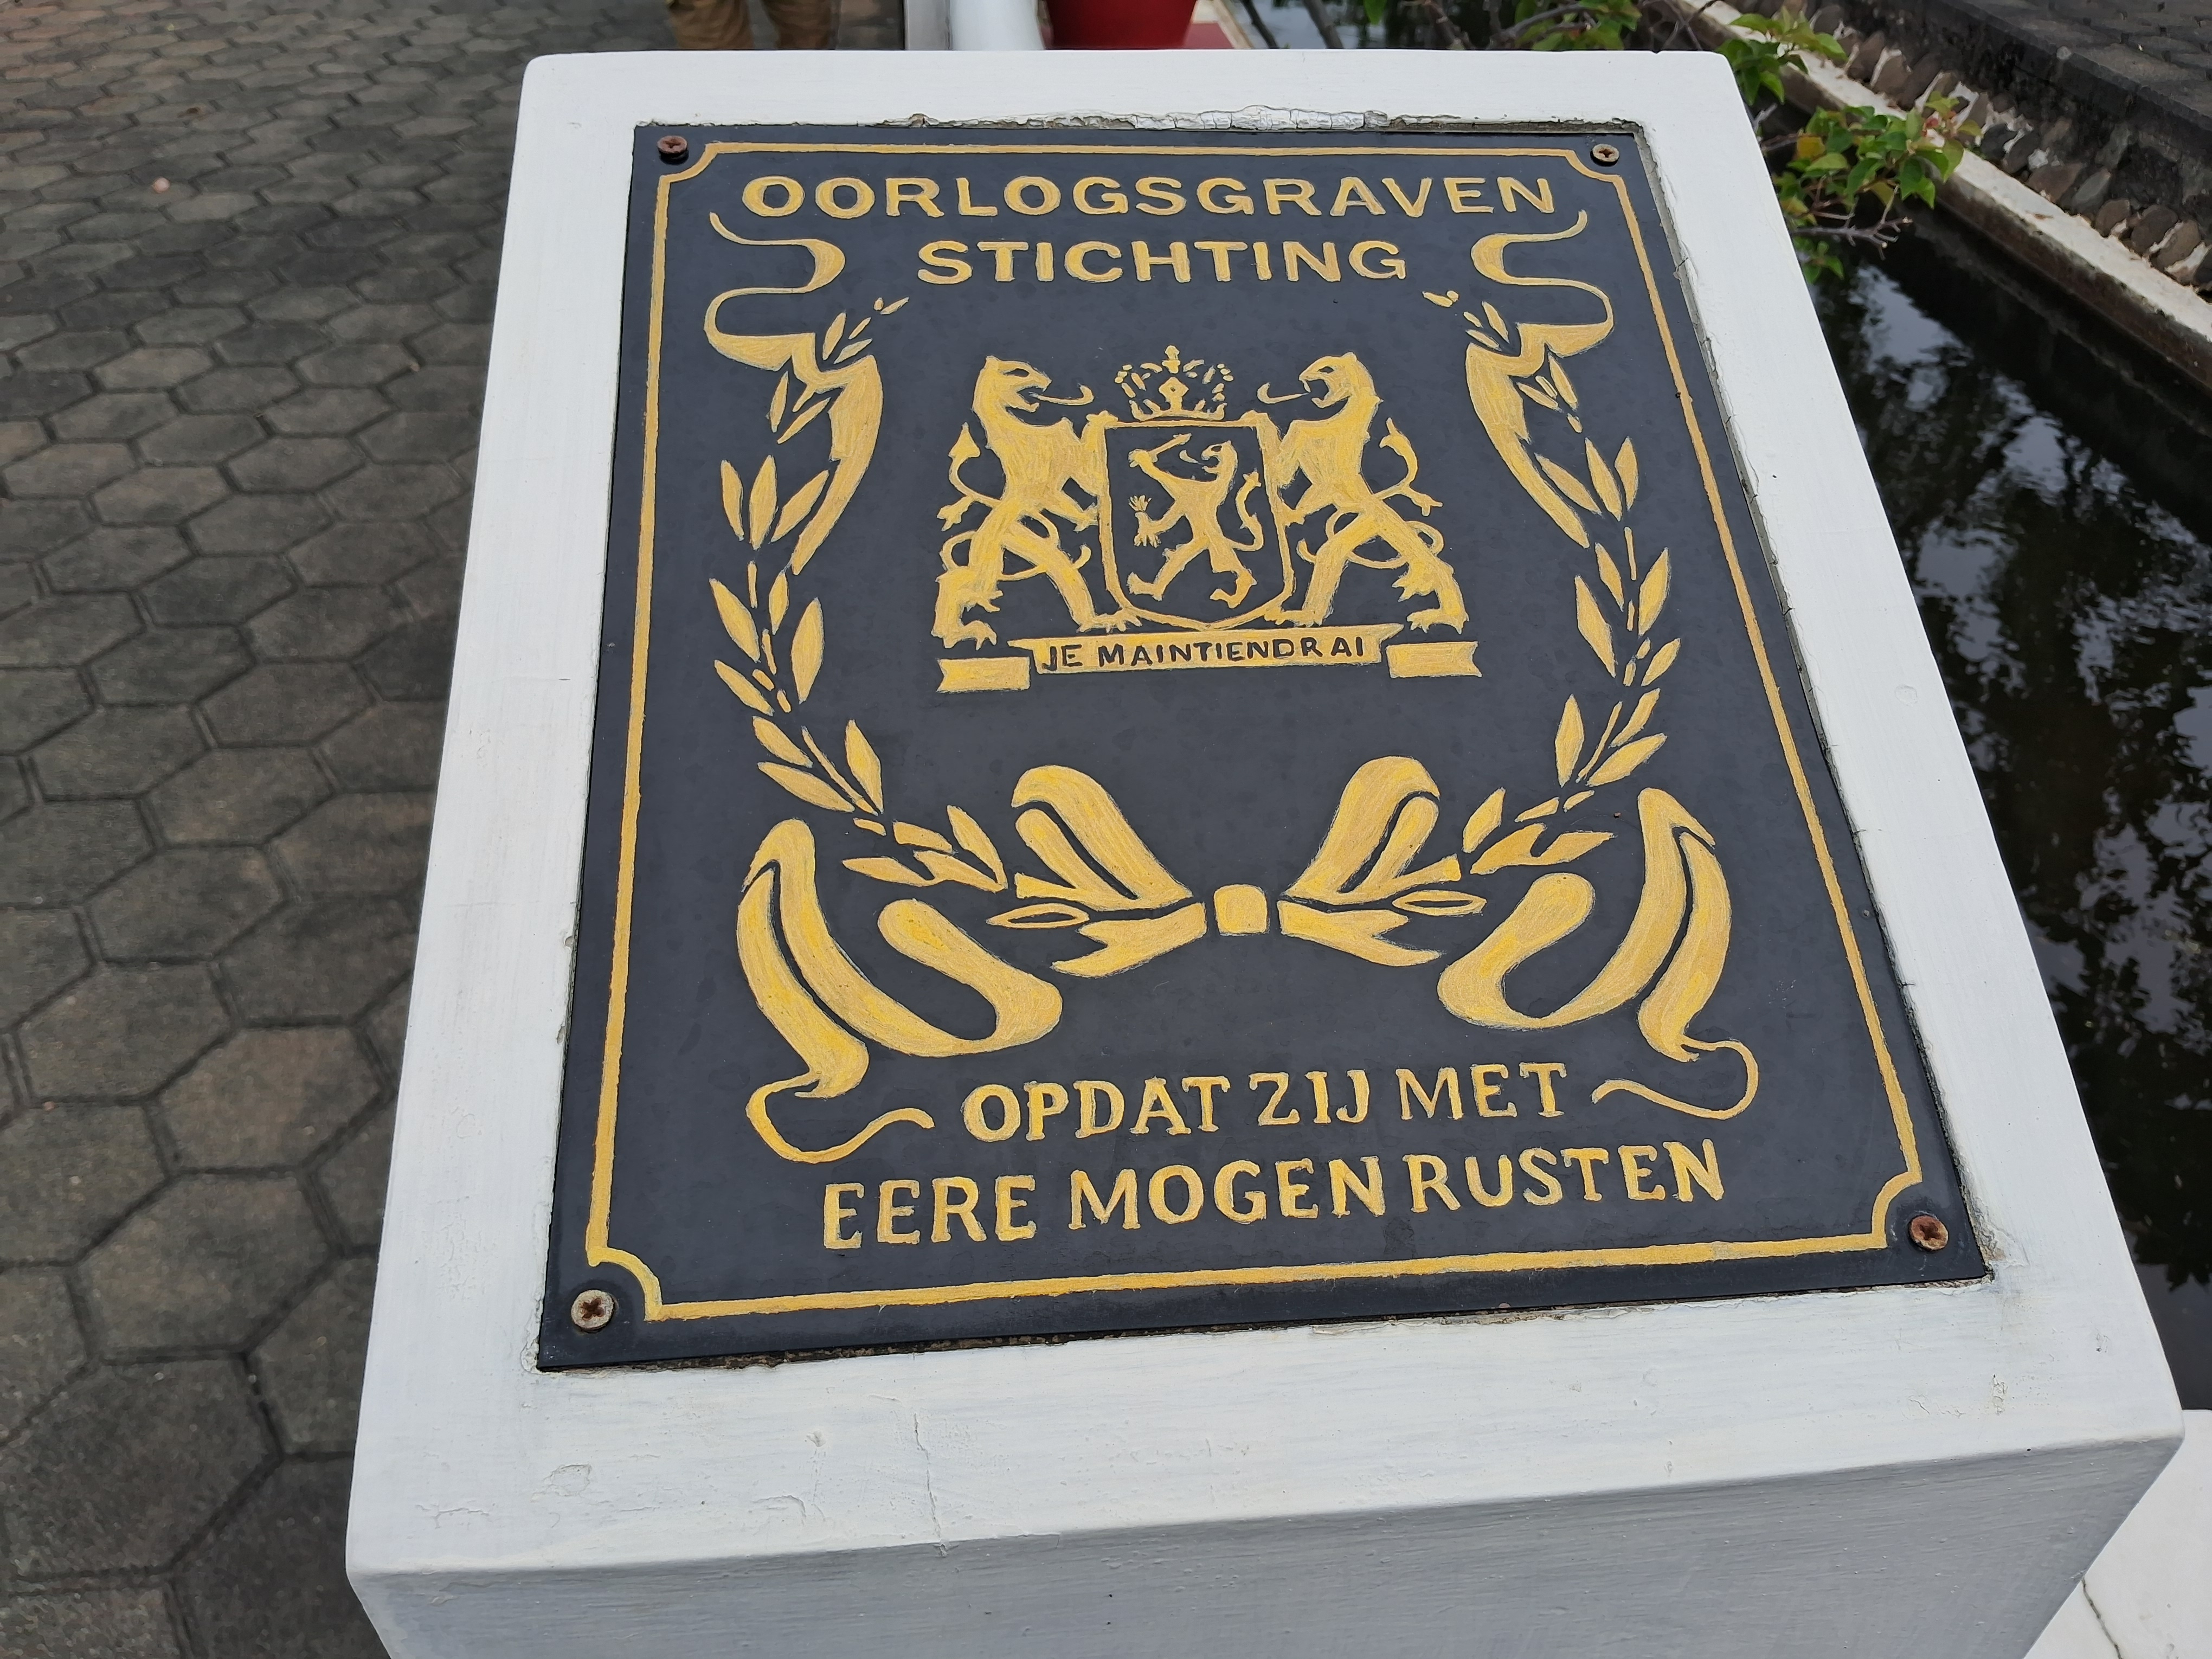 OORLOGSGRAVEN
STICHTING
JE MAINTIENDRAI
OPDAT ZIJ MET
EERE MOGEN RUSTEN